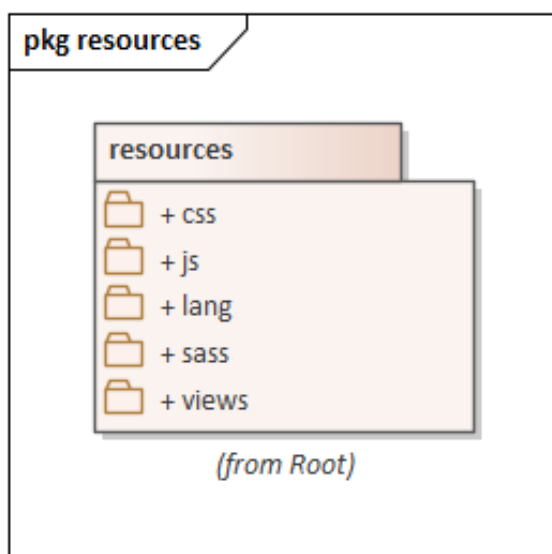 pkg resources
resources
+ css
+ js
+ lang
+ sass
+ views
(from Root)